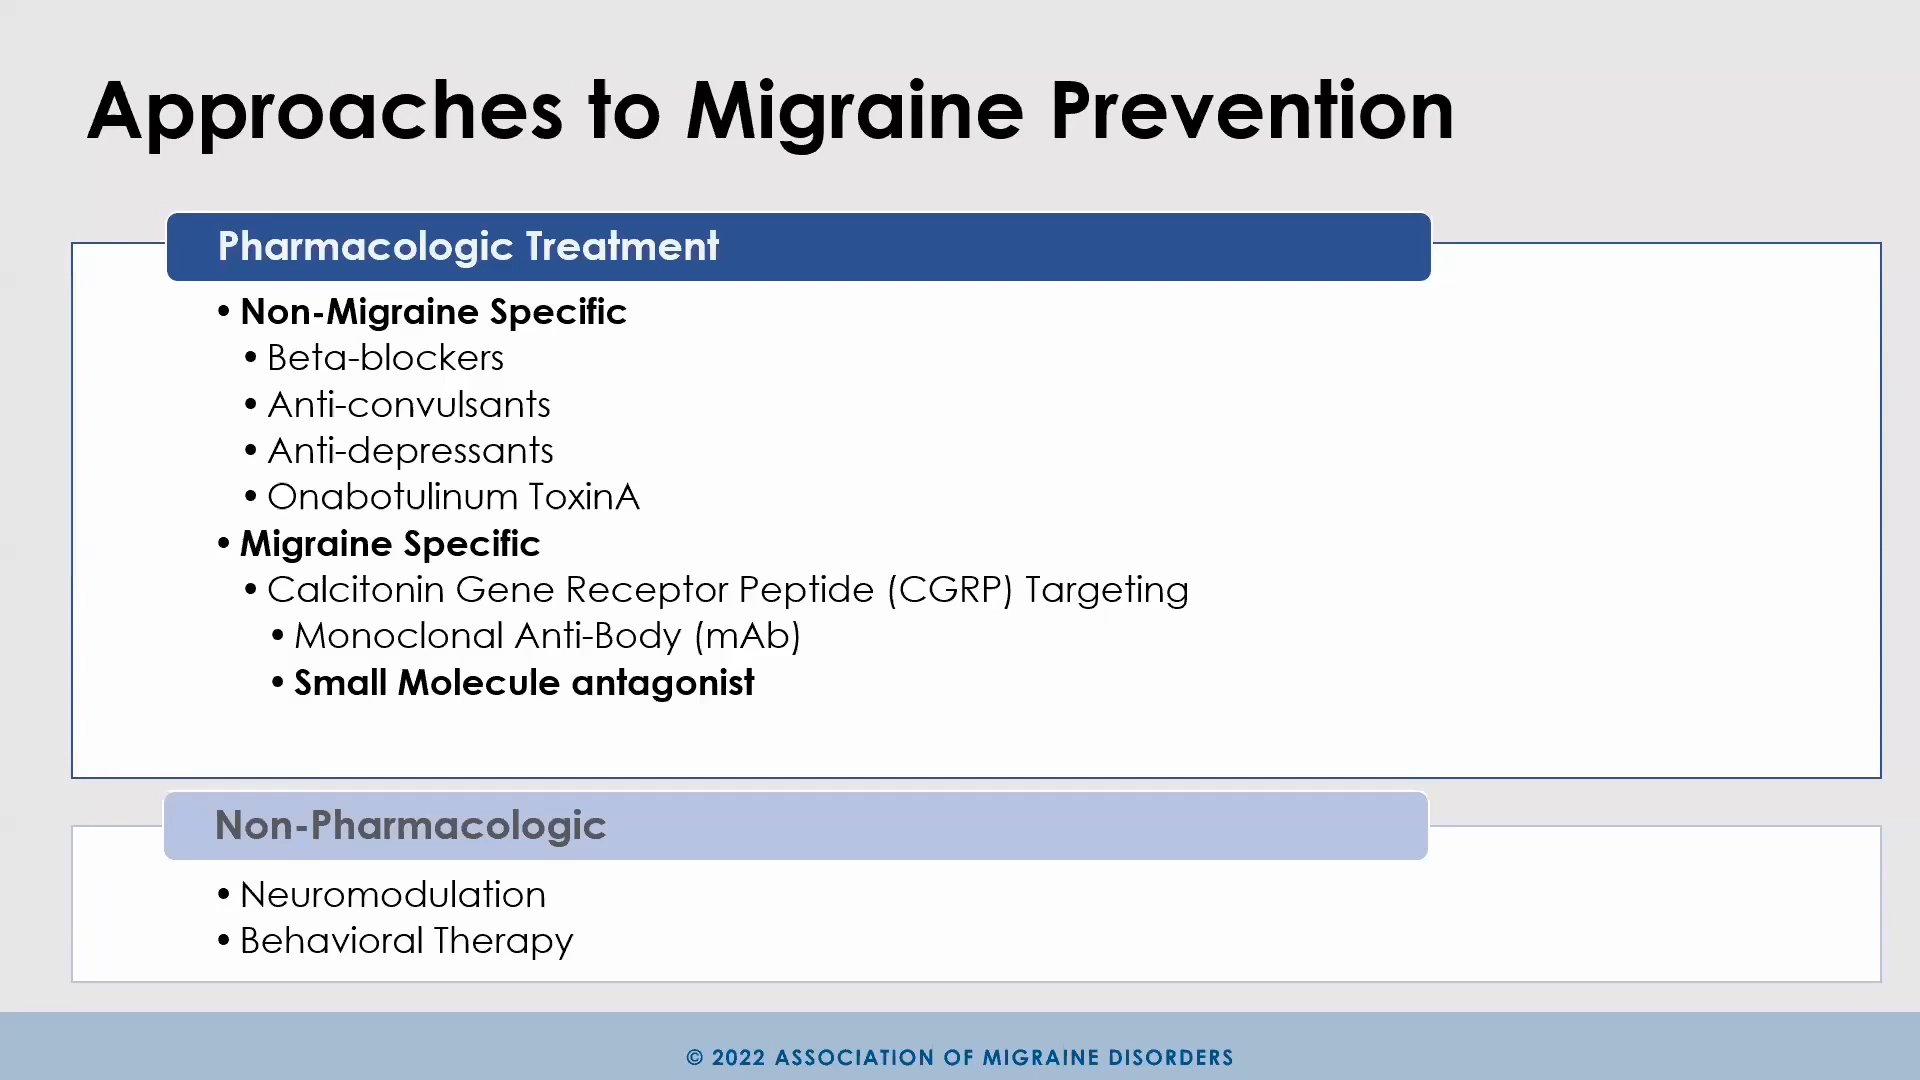 Approaches to Migraine Prevention
Pharmacologic Treatment
• Non-Migraine Specific
• Beta-blockers
• Anti-convulsants
• Anti-depressants
• Onabotulinum ToxinA
• Migraine Specific
• Calcitonin Gene Receptor Peptide (CGRP) Targeting
• Monoclonal Anti-Body (mAb)
• Small Molecule antagonist
Non-Pharmacologic
• Neuromodulation
• Behavioral Therapy
© 2022 ASSOCIATION OF MIGRAINE DISORDERS